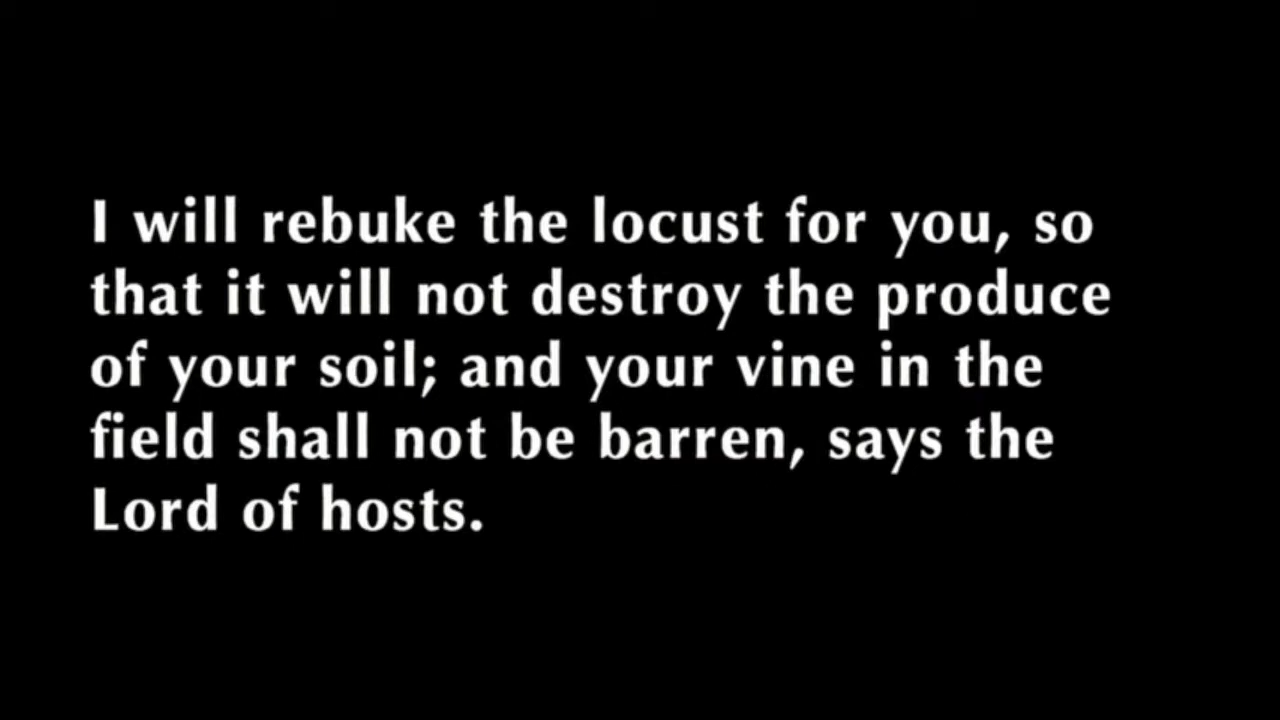 I will rebuke the locust for you, so
that it will not destroy the produce
of your soil; and your vine in the
field shall not be barren, says the
Lord of hosts.